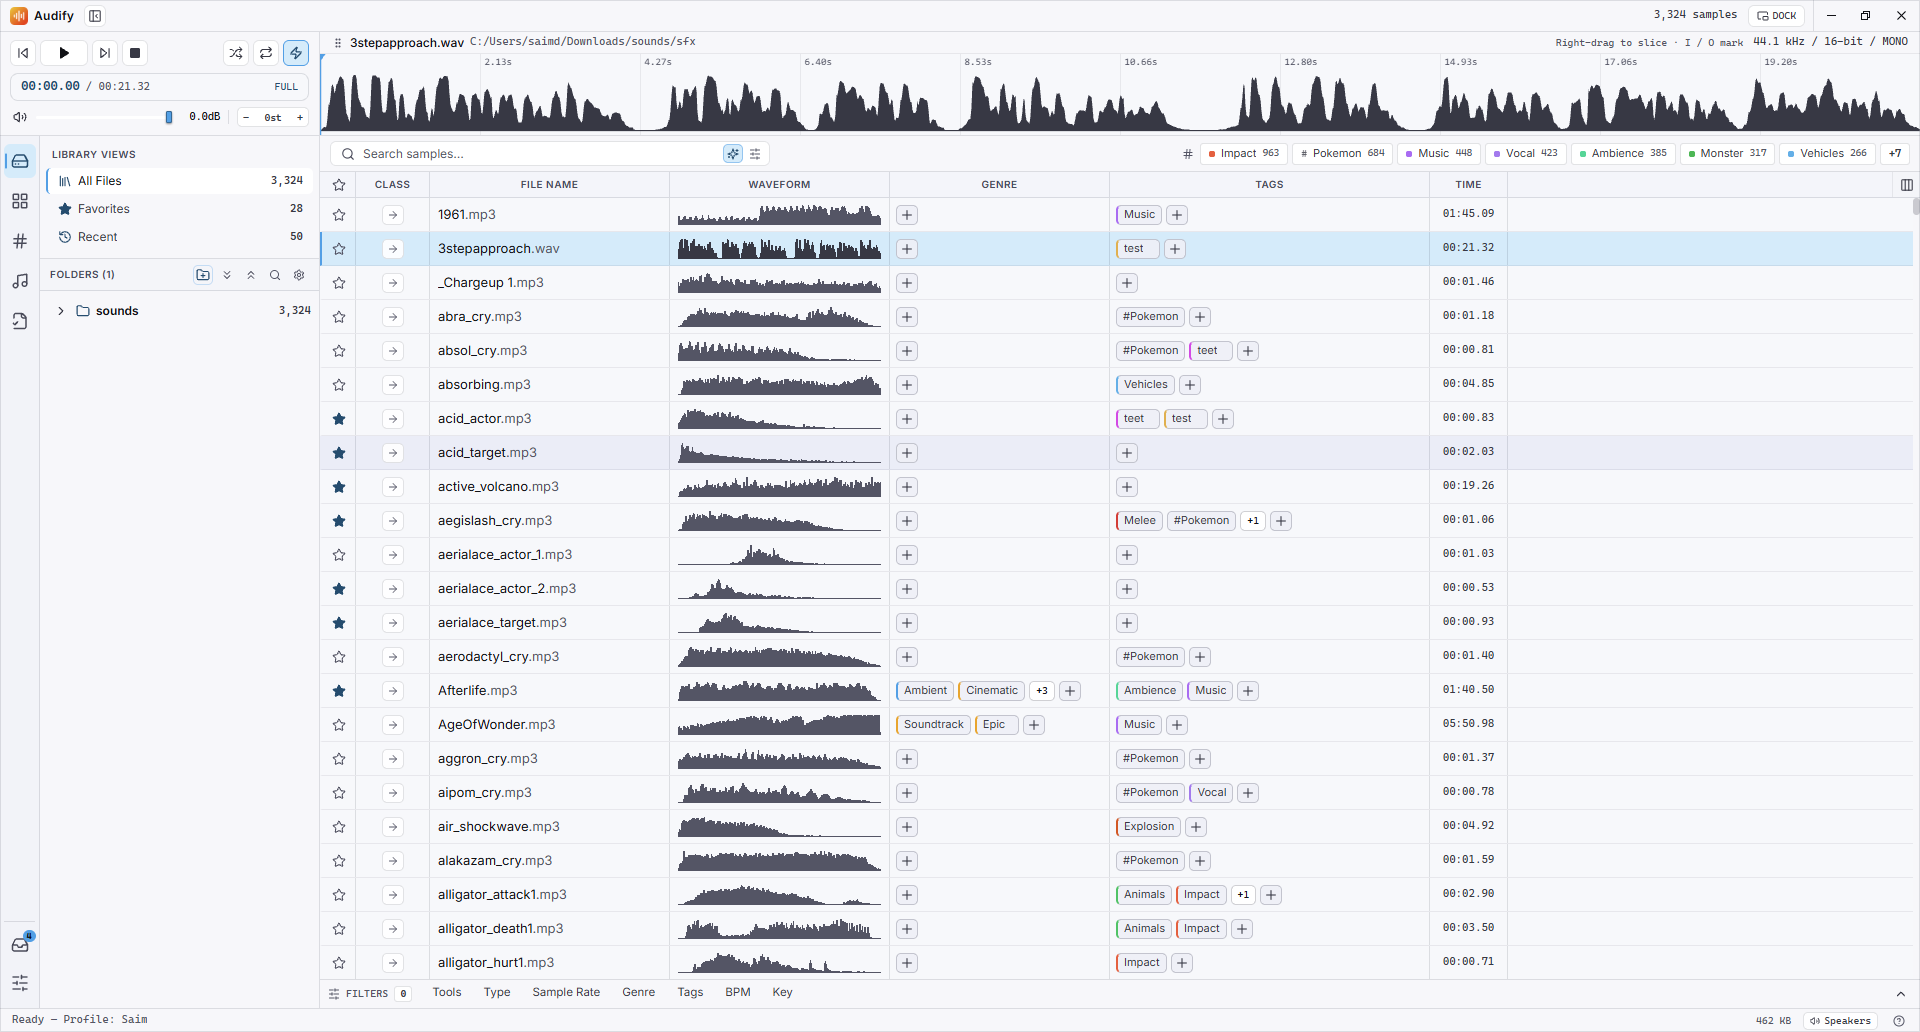 Audify
3,324 samples
DOCK
00:00.00 / 00:21.32 FULL
0.0dB
− 0st +
3stepapproach.wav C:/Users/saimd/Downloads/sounds/sfx
Right-drag to slice · I / O mark 44.1 kHz / 16-bit / MONO
2.13s 4.27s 6.40s 8.53s 10.66s 12.80s 14.93s 17.06s 19.20s
LIBRARY VIEWS
All Files 3,324
Favorites 28
Recent 50
FOLDERS (1)
sounds 3,324
4
Search samples...
# Impact 963 # Pokemon 684 Music 448 Vocal 423 Ambience 385 Monster 317 Vehicles 266 +7
CLASS FILE NAME WAVEFORM GENRE TAGS TIME
1961.mp3 + Music + 01:45.09
3stepapproach.wav + test + 00:21.32
_Chargeup 1.mp3 + + 00:01.46
abra_cry.mp3 + #Pokemon + 00:01.18
absol_cry.mp3 + #Pokemon teet + 00:00.81
absorbing.mp3 + Vehicles + 00:04.85
acid_actor.mp3 + teet test + 00:00.83
acid_target.mp3 + + 00:02.03
active_volcano.mp3 + + 00:19.26
aegislash_cry.mp3 + Melee #Pokemon +1 + 00:01.06
aerialace_actor_1.mp3 + + 00:01.03
aerialace_actor_2.mp3 + + 00:00.53
aerialace_target.mp3 + + 00:00.93
aerodactyl_cry.mp3 + #Pokemon + 00:01.40
Afterlife.mp3 Ambient Cinematic +3 + Ambience Music + 01:40.50
AgeOfWonder.mp3 Soundtrack Epic + Music + 05:50.98
aggron_cry.mp3 + #Pokemon + 00:01.37
aipom_cry.mp3 + #Pokemon Vocal + 00:00.78
air_shockwave.mp3 + Explosion + 00:04.92
alakazam_cry.mp3 + #Pokemon + 00:01.59
alligator_attack1.mp3 + Animals Impact +1 + 00:02.90
alligator_death1.mp3 + Animals Impact + 00:03.50
alligator_hurt1.mp3 + Impact + 00:00.71
FILTERS 0 Tools Type Sample Rate Genre Tags BPM Key
Ready — Profile: Saim
462 KB Speakers